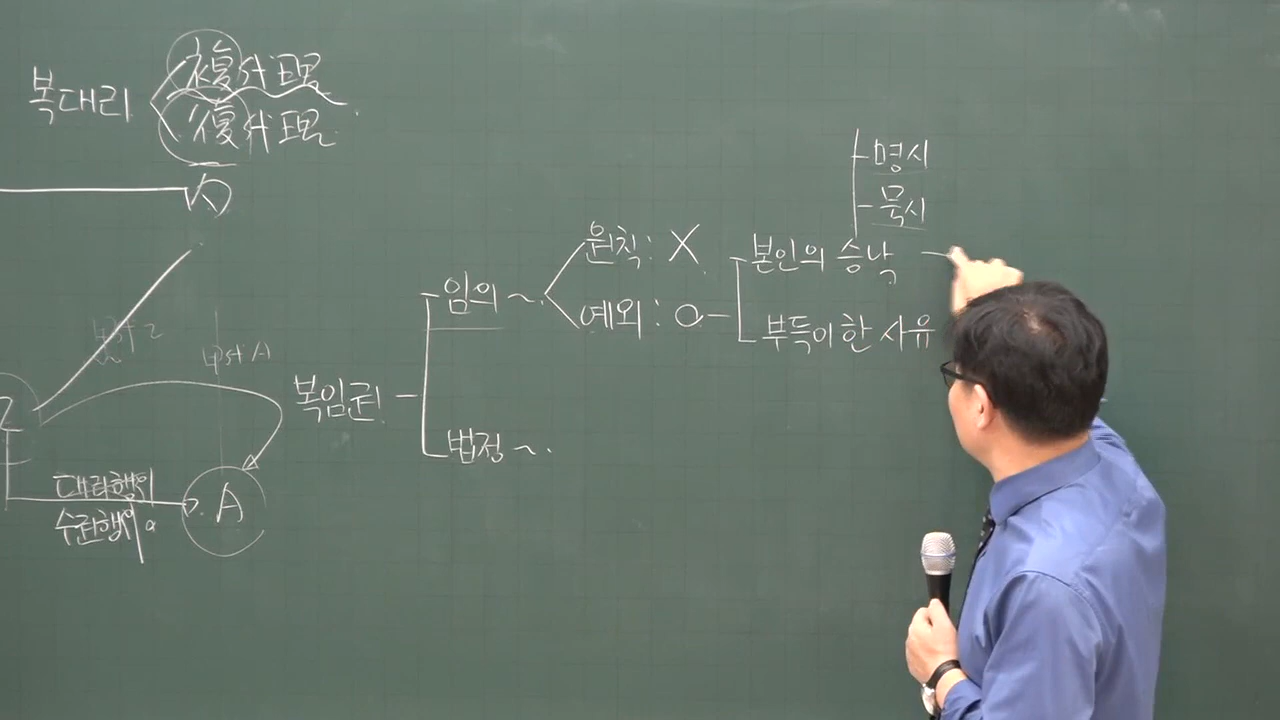 복대리
複代理
復代理
명시
묵시
원칙 : X
본인의 승낙
임의 ~.
예외 : O
부득이한 사유
복임권
법정 ~.
대리행위
수권행위
A